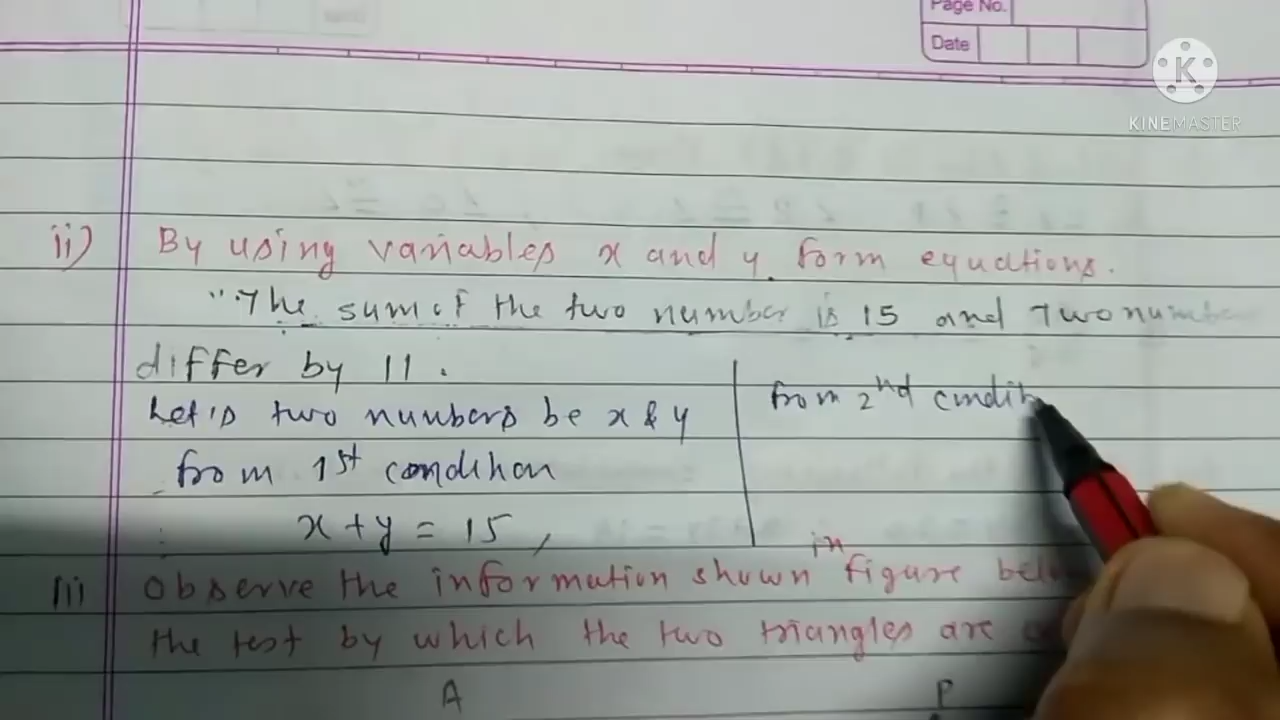 Page No.
Date
K
KINEMASTER
ii) By using variables x and y form equations.
"The sum of the two number is 15 and Two number
differ by 11.
Let's two numbers be x & y
from 1st condition
x + y = 15,
from 2nd conditi
iii Observe the information shown in figure
the test by which the two triangles are
A P